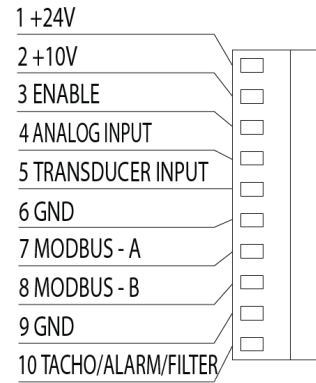 1 +24V
2 +10V
3 ENABLE
4 ANALOG INPUT
5 TRANSDUCER INPUT
6 GND
7 MODBUS - A
8 MODBUS - B
9 GND
10 TACHO/ALARM/FILTER